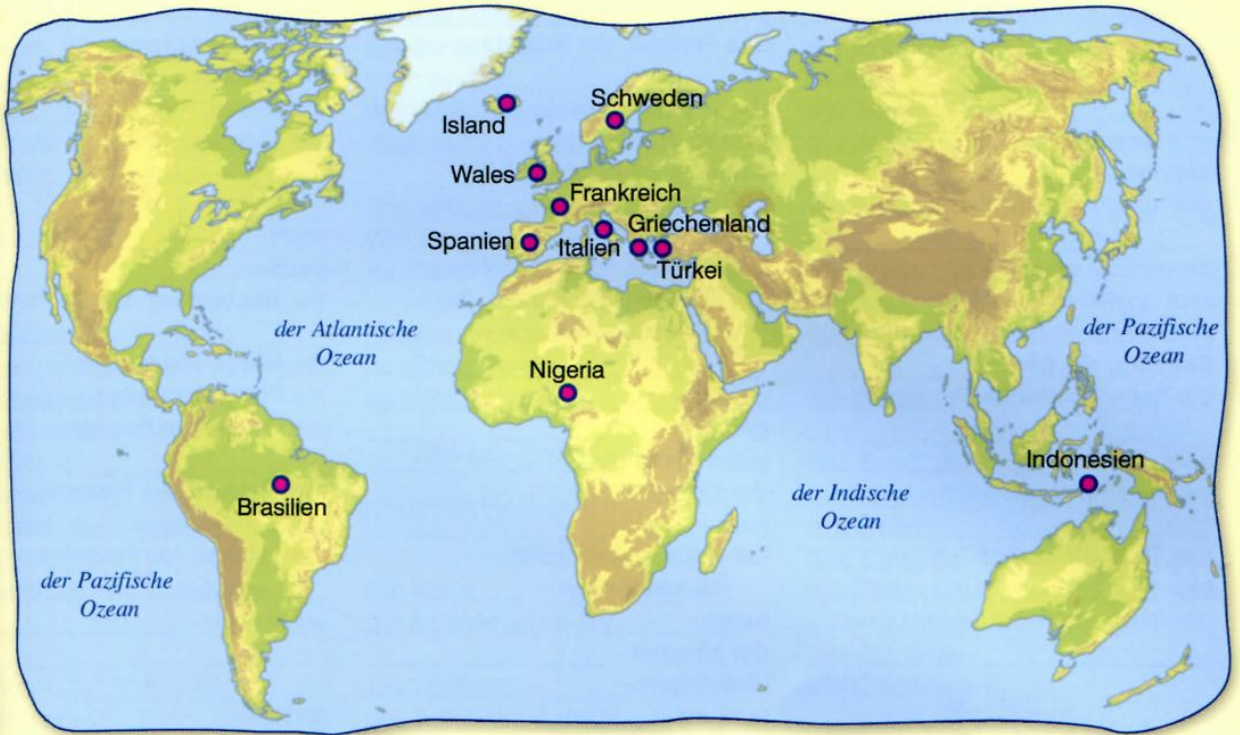 Schweden
Island
Wales
Frankreich
Griechenland
Spanien
Italien
Türkei
der Atlantische
Ozean
der Pazifische
Ozean
Nigeria
Indonesien
Brasilien
der Indische
Ozean
der Pazifische
Ozean